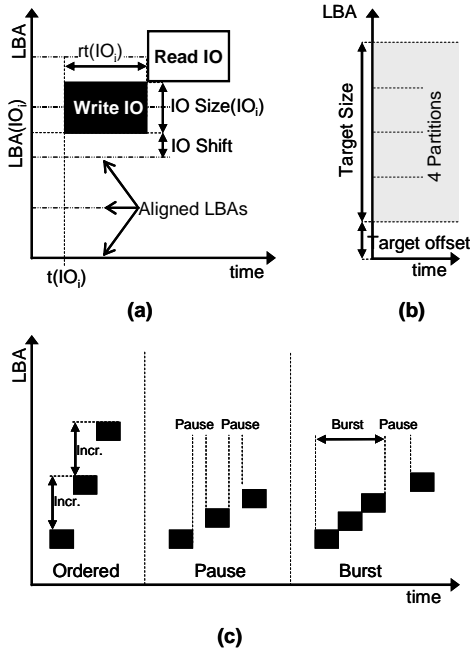 LBA
rt(IOi)
Read IO
Write IO
IO Size(IOi)
LBA(IOi)
IO Shift
Aligned LBAs
time
t(IOi)
(a)
LBA
Target Size
4 Partitions
Target offset
time
(b)
LBA
Incr.
Incr.
Ordered
Pause
Pause
Pause
Burst
Pause
Burst
time
(c)